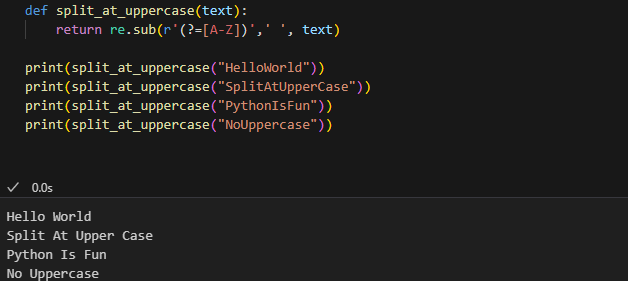 def split_at_uppercase(text):
    return re.sub(r'(?=[A-Z])',' ', text)
print(split_at_uppercase("HelloWorld"))
print(split_at_uppercase("SplitAtUpperCase"))
print(split_at_uppercase("PythonIsFun"))
print(split_at_uppercase("NoUppercase"))
0.0s
Hello World
Split At Upper Case
Python Is Fun
No Uppercase